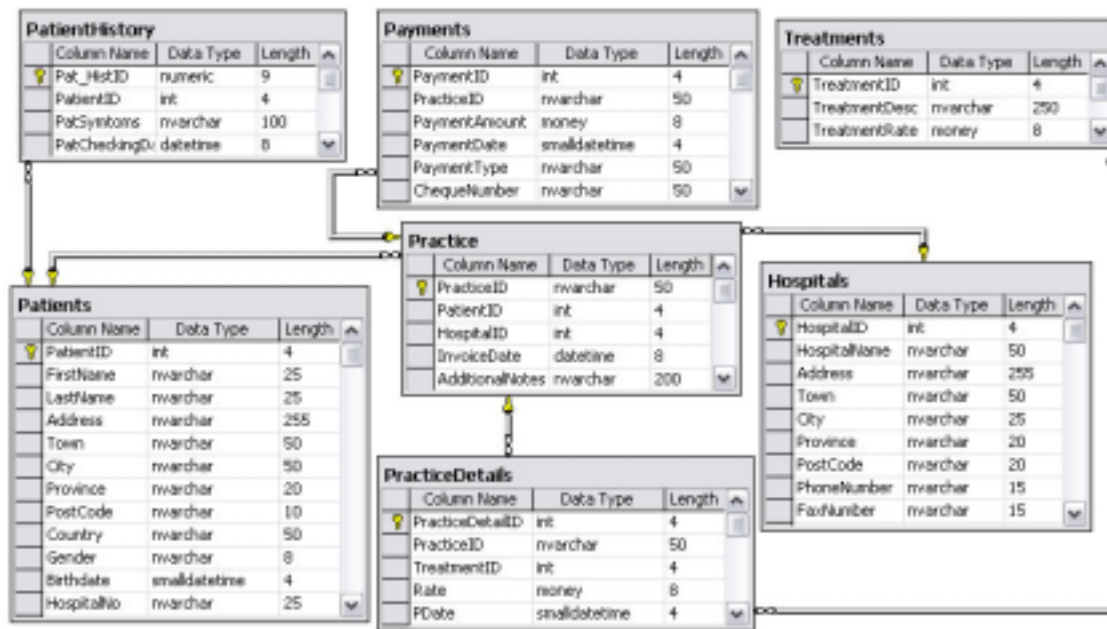 PatientHistory
Column Name Data Type Length
Pat_HistID numeric 9
PatientID int 4
PatSymtoms nvarchar 100
PatCheckingDa datetime 8
Payments
Column Name Data Type Length
PaymentID int 4
PracticeID nvarchar 50
PaymentAmount money 8
PaymentDate smalldatetime 4
PaymentType nvarchar 50
ChequeNumber nvarchar 50
Treatments
Column Name Data Type Length
TreatmentID int 4
TreatmentDesc nvarchar 250
TreatmentRate money 8
Practice
Column Name Data Type Length
PracticeID nvarchar 50
PatientID int 4
HospitalID int 4
InvoiceDate datetime 8
AdditionalNotes nvarchar 200
Patients
Column Name Data Type Length
PatientID int 4
FirstName nvarchar 25
LastName nvarchar 25
Address nvarchar 255
Town nvarchar 50
City nvarchar 50
Province nvarchar 20
PostCode nvarchar 10
Country nvarchar 50
Gender nvarchar 8
Birthdate smalldatetime 4
HospitalNo nvarchar 25
Hospitals
Column Name Data Type Length
HospitalID int 4
HospitalName nvarchar 50
Address nvarchar 255
Town nvarchar 50
City nvarchar 25
Province nvarchar 20
PostCode nvarchar 20
PhoneNumber nvarchar 15
FaxNumber nvarchar 15
PracticeDetails
Column Name Data Type Length
PracticeDetailID int 4
PracticeID nvarchar 50
TreatmentID int 4
Rate money 8
PDate smalldatetime 4